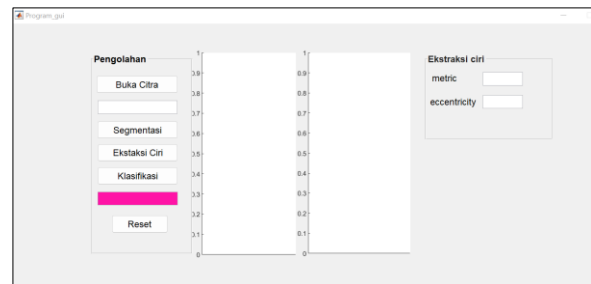 Program_gui
Pengolahan
Buka Citra
Segmentasi
Ekstaksi Ciri
Klasifikasi
Reset
1
0.9
0.8
0.7
0.6
0.5
0.4
0.3
0.2
0.1
0
1
0.9
0.8
0.7
0.6
0.5
0.4
0.3
0.2
0.1
0
Ekstraksi ciri
metric
eccentricity